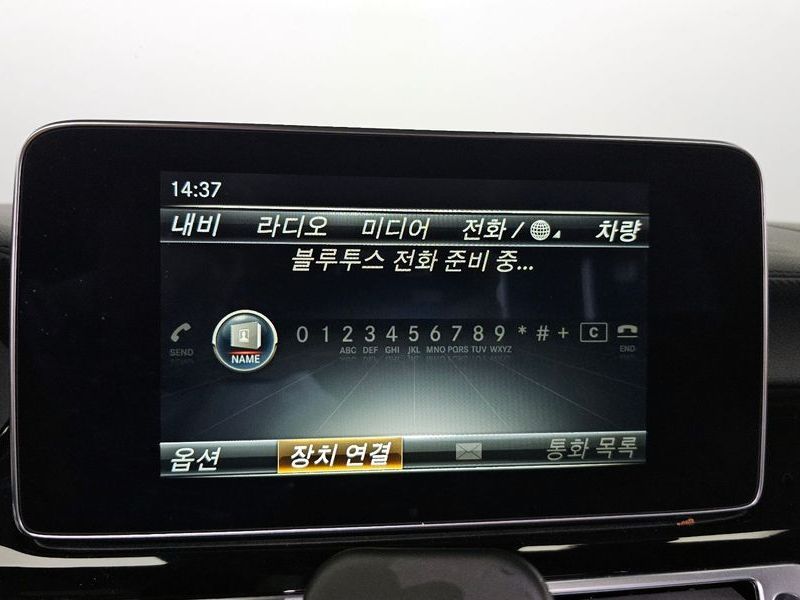 14:37
내비 라디오 미디어 전화 / 차량
블루투스 전화 준비 중...
0 1 2 3 4 5 6 7 8 9 * # + C
ABC DEF GHI JKL MNO PQRS TUV WXYZ
SEND NAME END
옵션 장치 연결 통화 목록